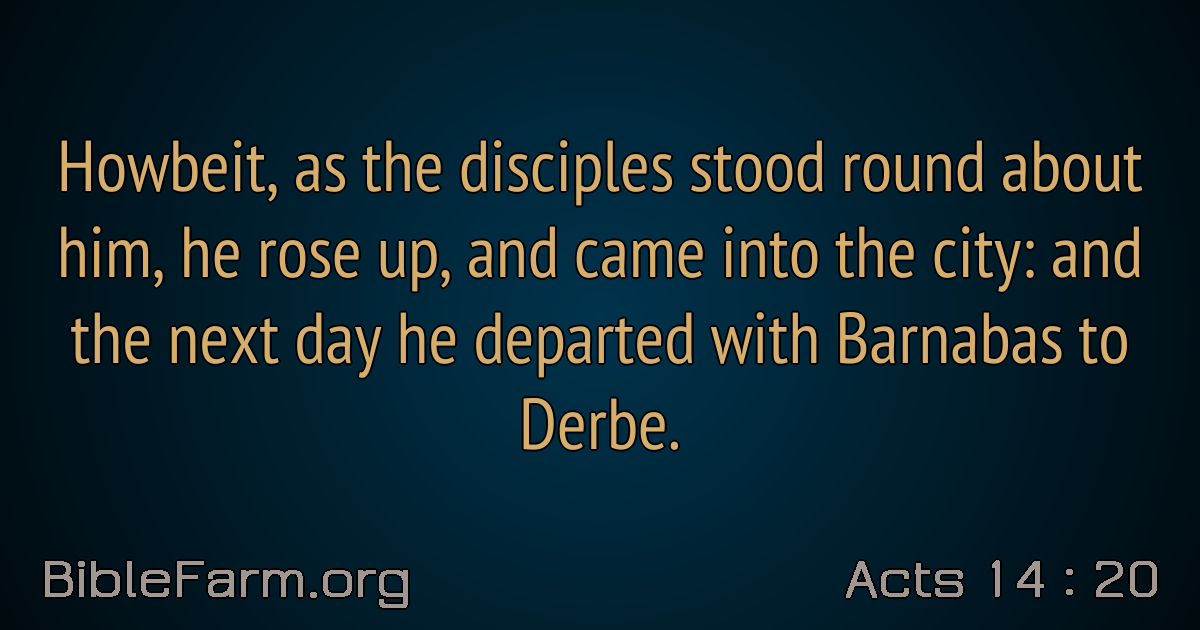 Howbeit, as the disciples stood round about
him, he rose up, and came into the city: and
the next day he departed with Barnabas to
Derbe.
BibleFarm.org
Acts 14 : 20